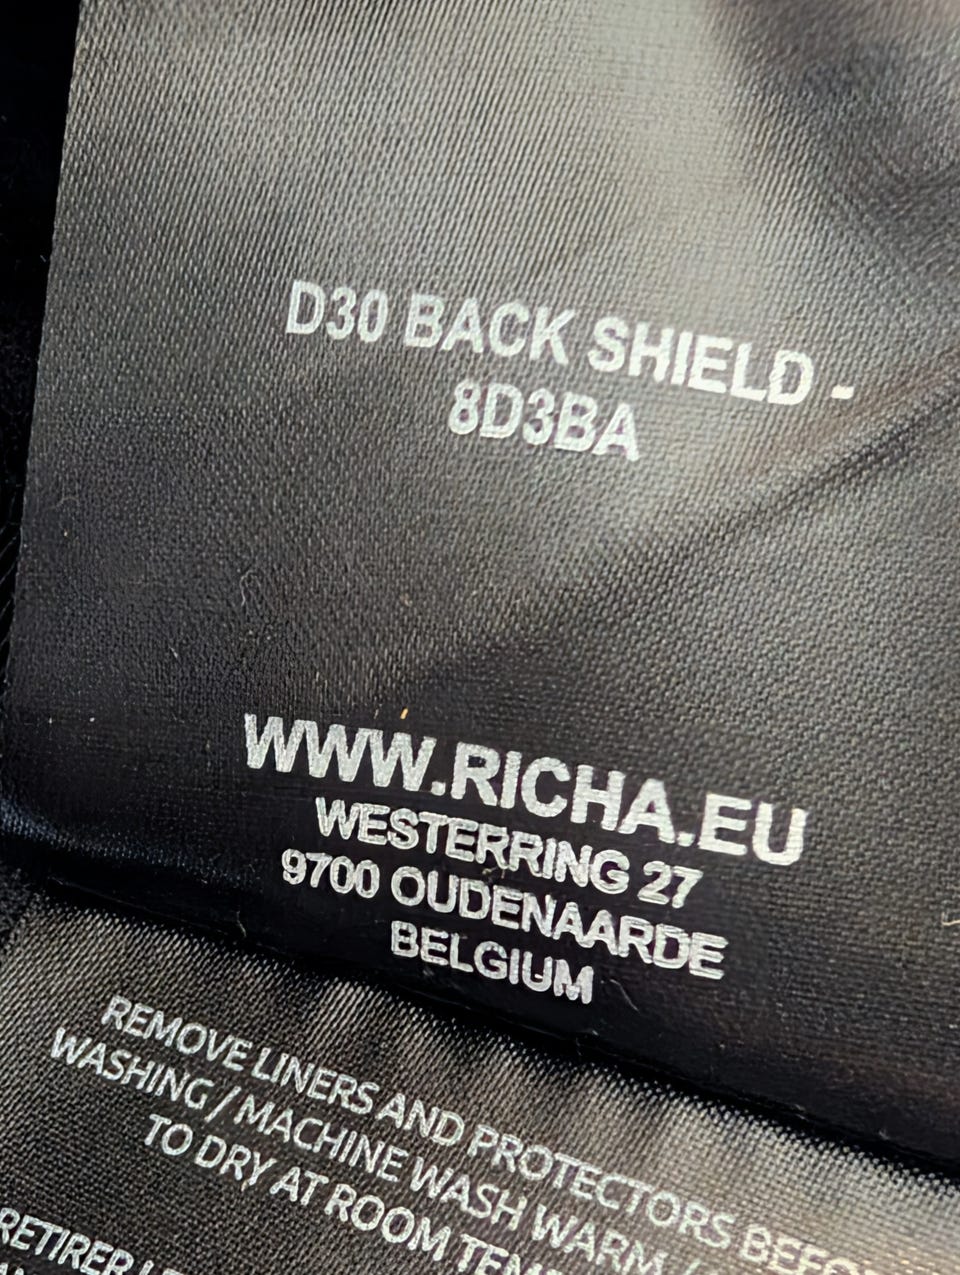 D30 BACK SHIELD -
8D3BA
WWW.RICHA.EU
WESTERRING 27
9700 OUDENAARDE
BELGIUM
REMOVE LINERS AND PROTECTORS
WASHING / MACHINE WASH WARM /
TO DRY AT ROOM
RETIRER